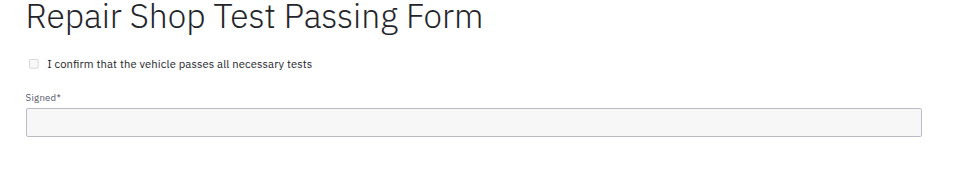 Repair Shop Test Passing Form
I confirm that the vehicle passes all necessary tests
Signed*